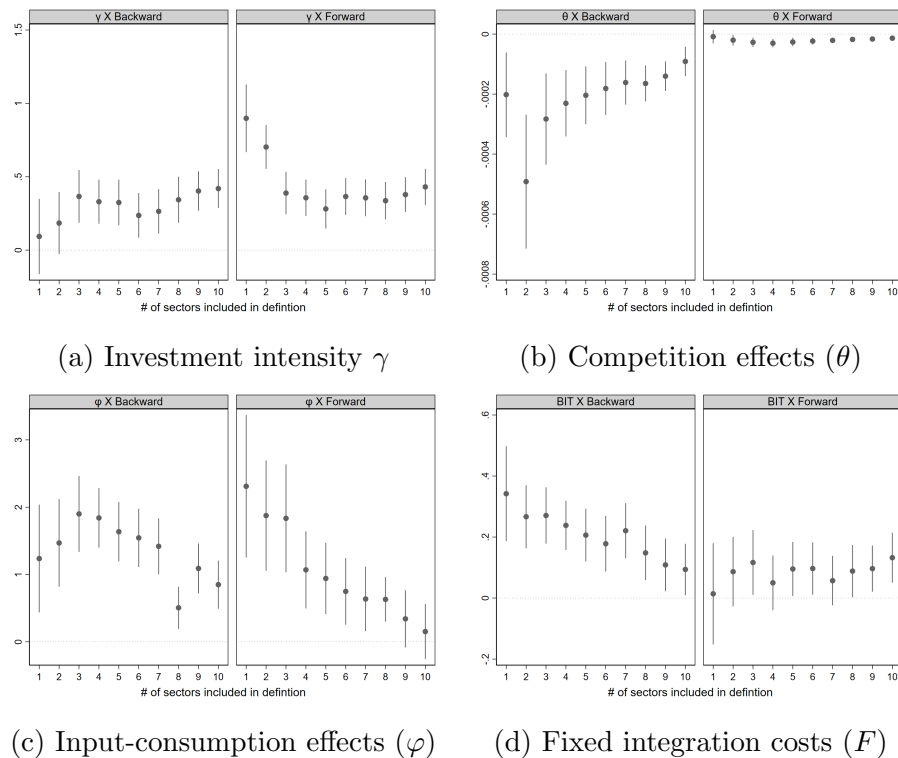 γ X Backward γ X Forward
1.5
1
.5
0
1 2 3 4 5 6 7 8 9 10 1 2 3 4 5 6 7 8 9 10
# of sectors included in defintion
(a) Investment intensity γ
θ X Backward θ X Forward
0
-.0002
-.0004
-.0006
-.0008
1 2 3 4 5 6 7 8 9 10 1 2 3 4 5 6 7 8 9 10
# of sectors included in defintion
(b) Competition effects (θ)
φ X Backward φ X Forward
3
2
1
0
1 2 3 4 5 6 7 8 9 10 1 2 3 4 5 6 7 8 9 10
# of sectors included in defintion
(c) Input-consumption effects (φ)
BIT X Backward BIT X Forward
.6
.4
.2
0
-.2
1 2 3 4 5 6 7 8 9 10 1 2 3 4 5 6 7 8 9 10
# of sectors included in defintion
(d) Fixed integration costs (F)